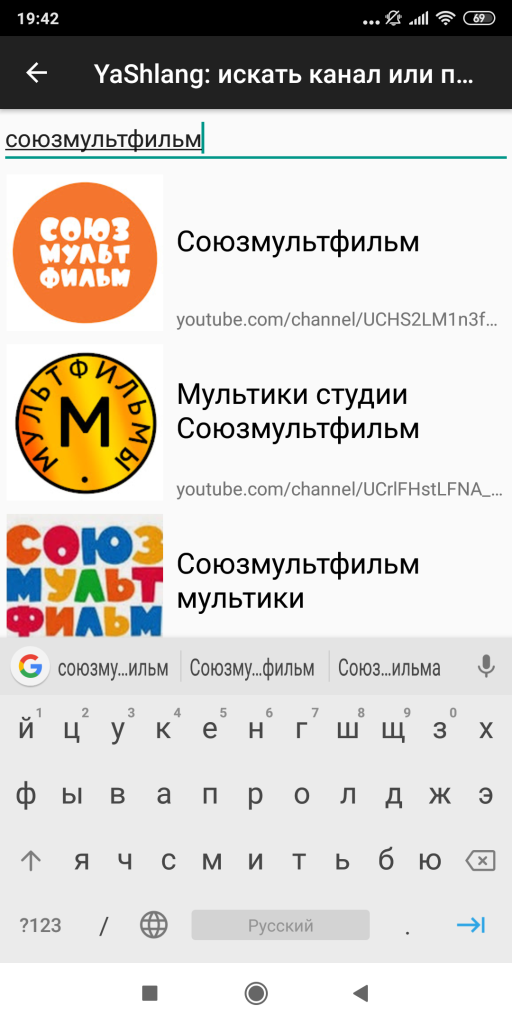 19:42
69
YaShlang: искать канал или п...
союзмультфильм
СОЮЗ
МУЛЬТ
ФИЛЬМ
Союзмультфильм
youtube.com/channel/UCHS2LM1n3f...
МУЛЬТФИЛЬМЫ
М
Мультики студии
Союзмультфильм
youtube.com/channel/UCrlFHstLFNA_...
СОЮЗ
МУЛЬТ
ФИЛЬМ
Союзмультфильм
мультики
G союзму...ильм Союзму...фильм Союз...ильма
1 2 3 4 5 6 7 8 9 0
й ц у к е н г ш щ з х
ф ы в а п р о л д ж э
я ч с м и т ь б ю
?123 / Русский .